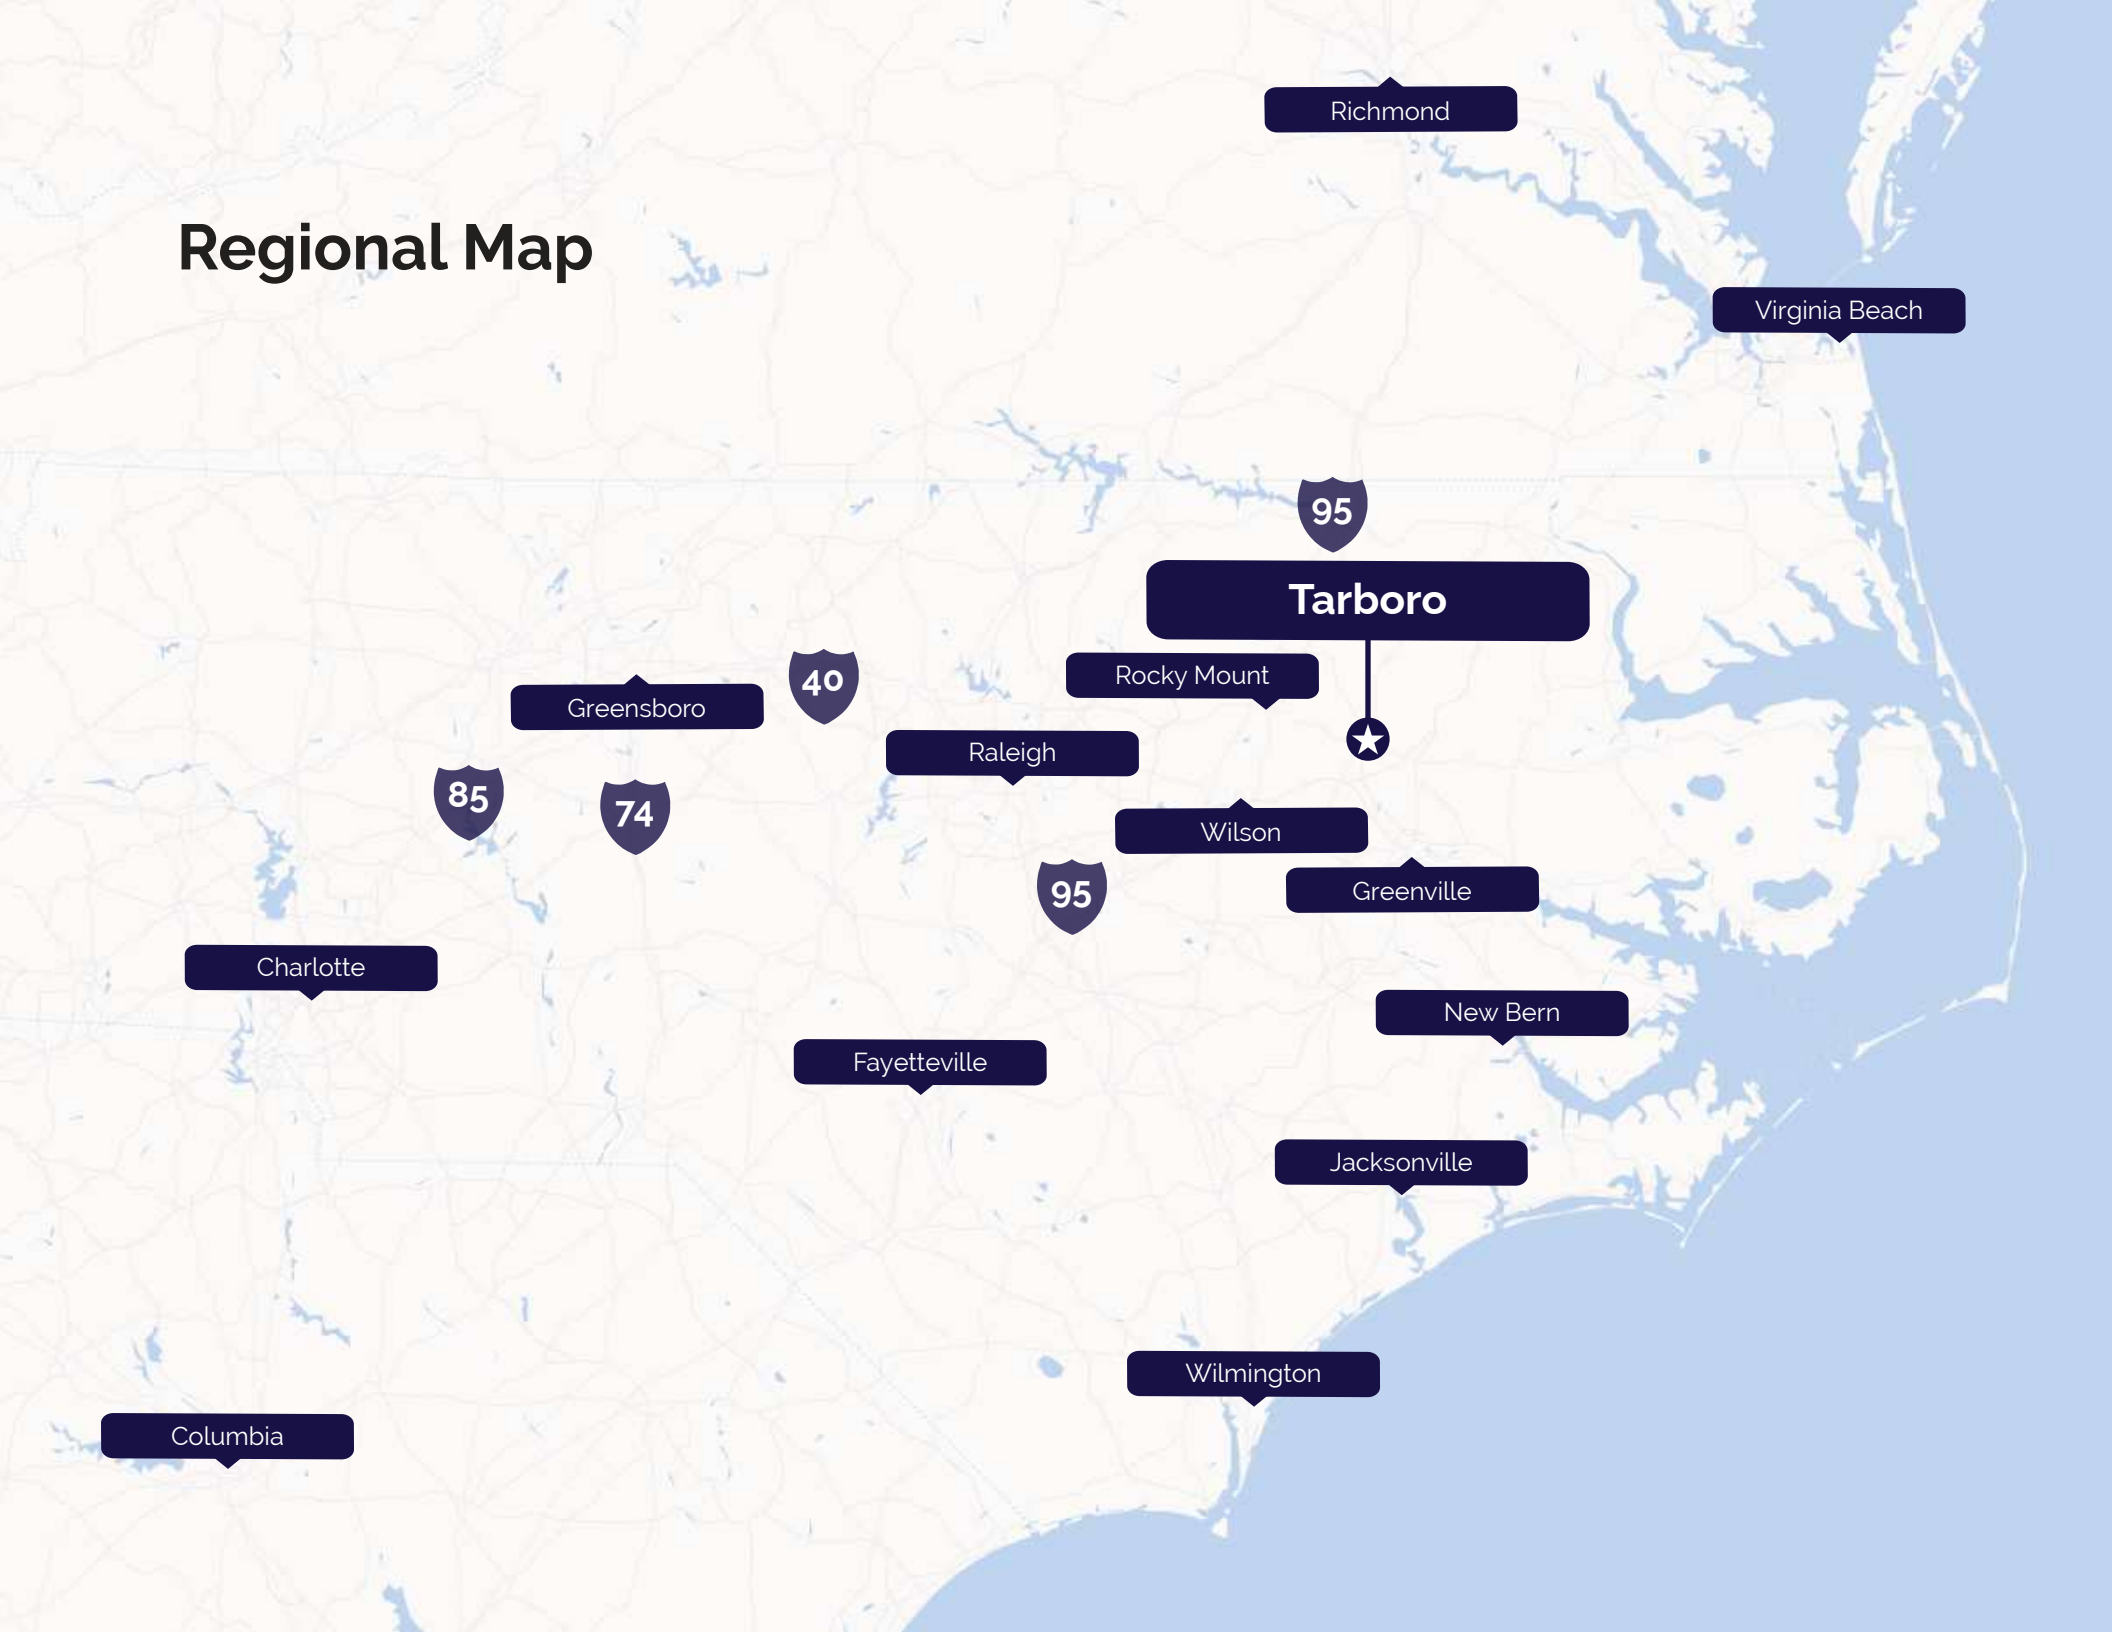 Richmond
Regional Map
Virginia Beach
95
Tarboro
Rocky Mount
40
Greensboro
Raleigh
85
74
Wilson
95
Greenville
Charlotte
New Bern
Fayetteville
Jacksonville
Wilmington
Columbia